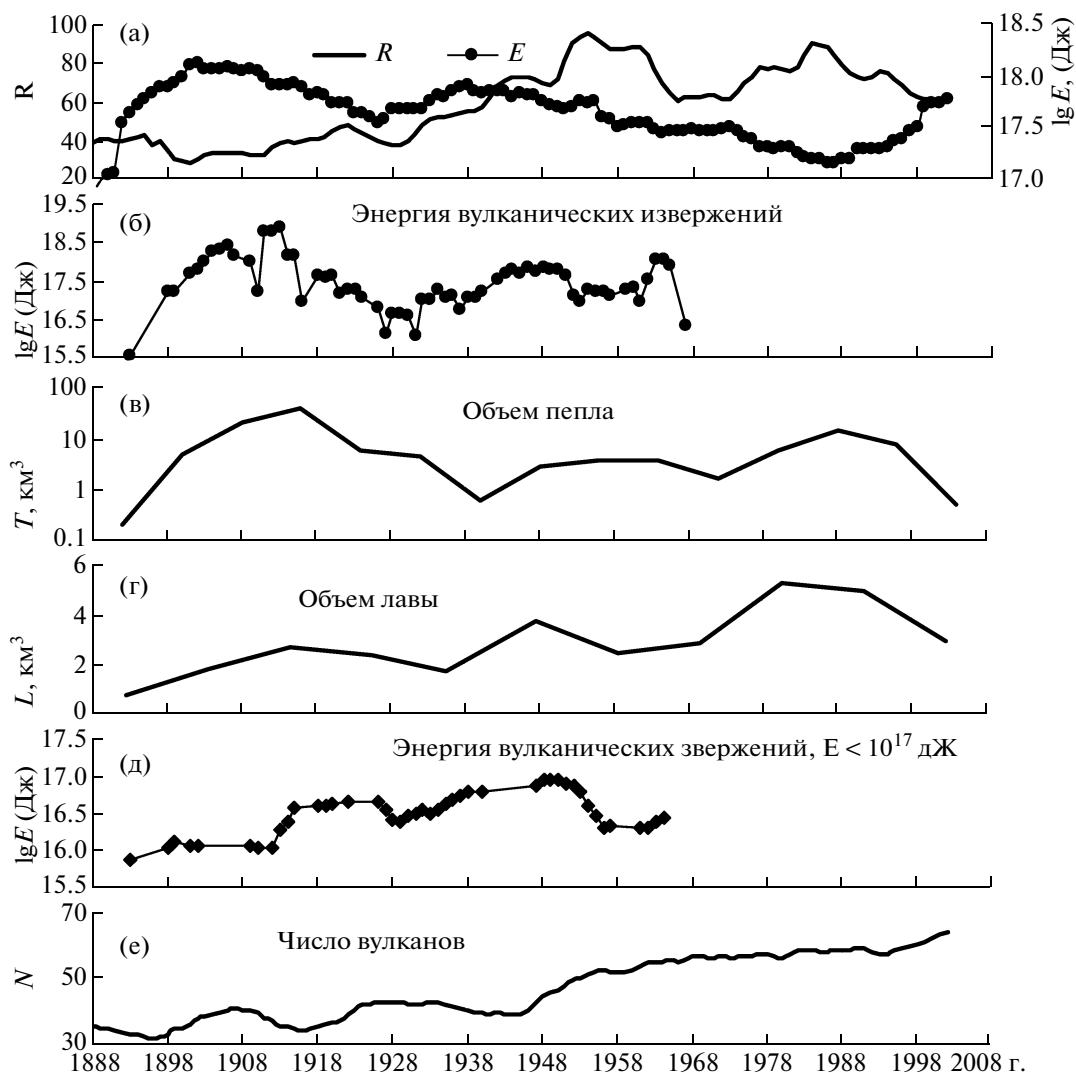 (а)
R
100
80
60
40
20
R
E
18.5
18.0
17.5
17.0
lgE, (Дж)
(б)
Энергия вулканических извержений
lgE (Дж)
19.5
18.5
17.5
16.5
15.5
(в)
Объем пепла
T, км³
100
10
1
0.1
(г)
Объем лавы
L, км³
6
4
2
0
(д)
Энергия вулканических звержений, E < 10¹⁷ дЖ
lgE (Дж)
17.5
17.0
16.5
16.0
15.5
(е)
Число вулканов
N
70
50
30
1888 1898 1908 1918 1928 1938 1948 1958 1968 1978 1988 1998 2008 г.